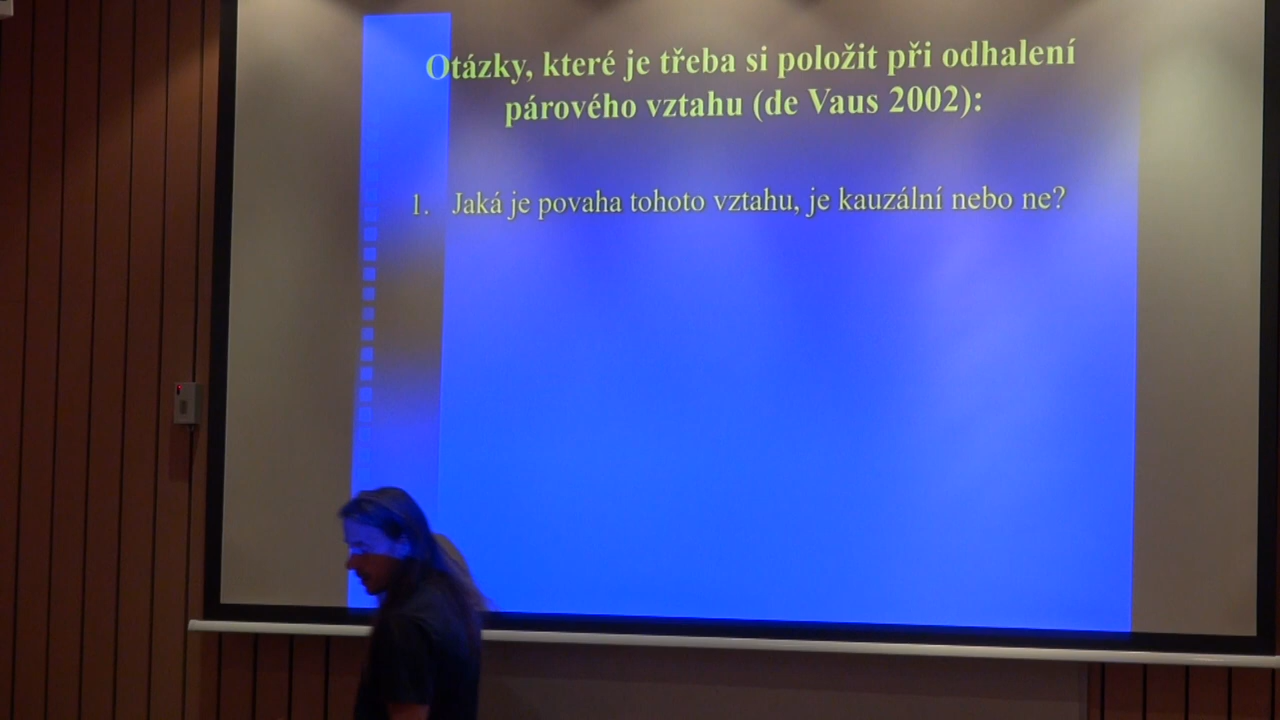 Otázky, které je třeba si položit při odhalení
párového vztahu (de Vaus 2002):
1. Jaká je povaha tohoto vztahu, je kauzální nebo ne?